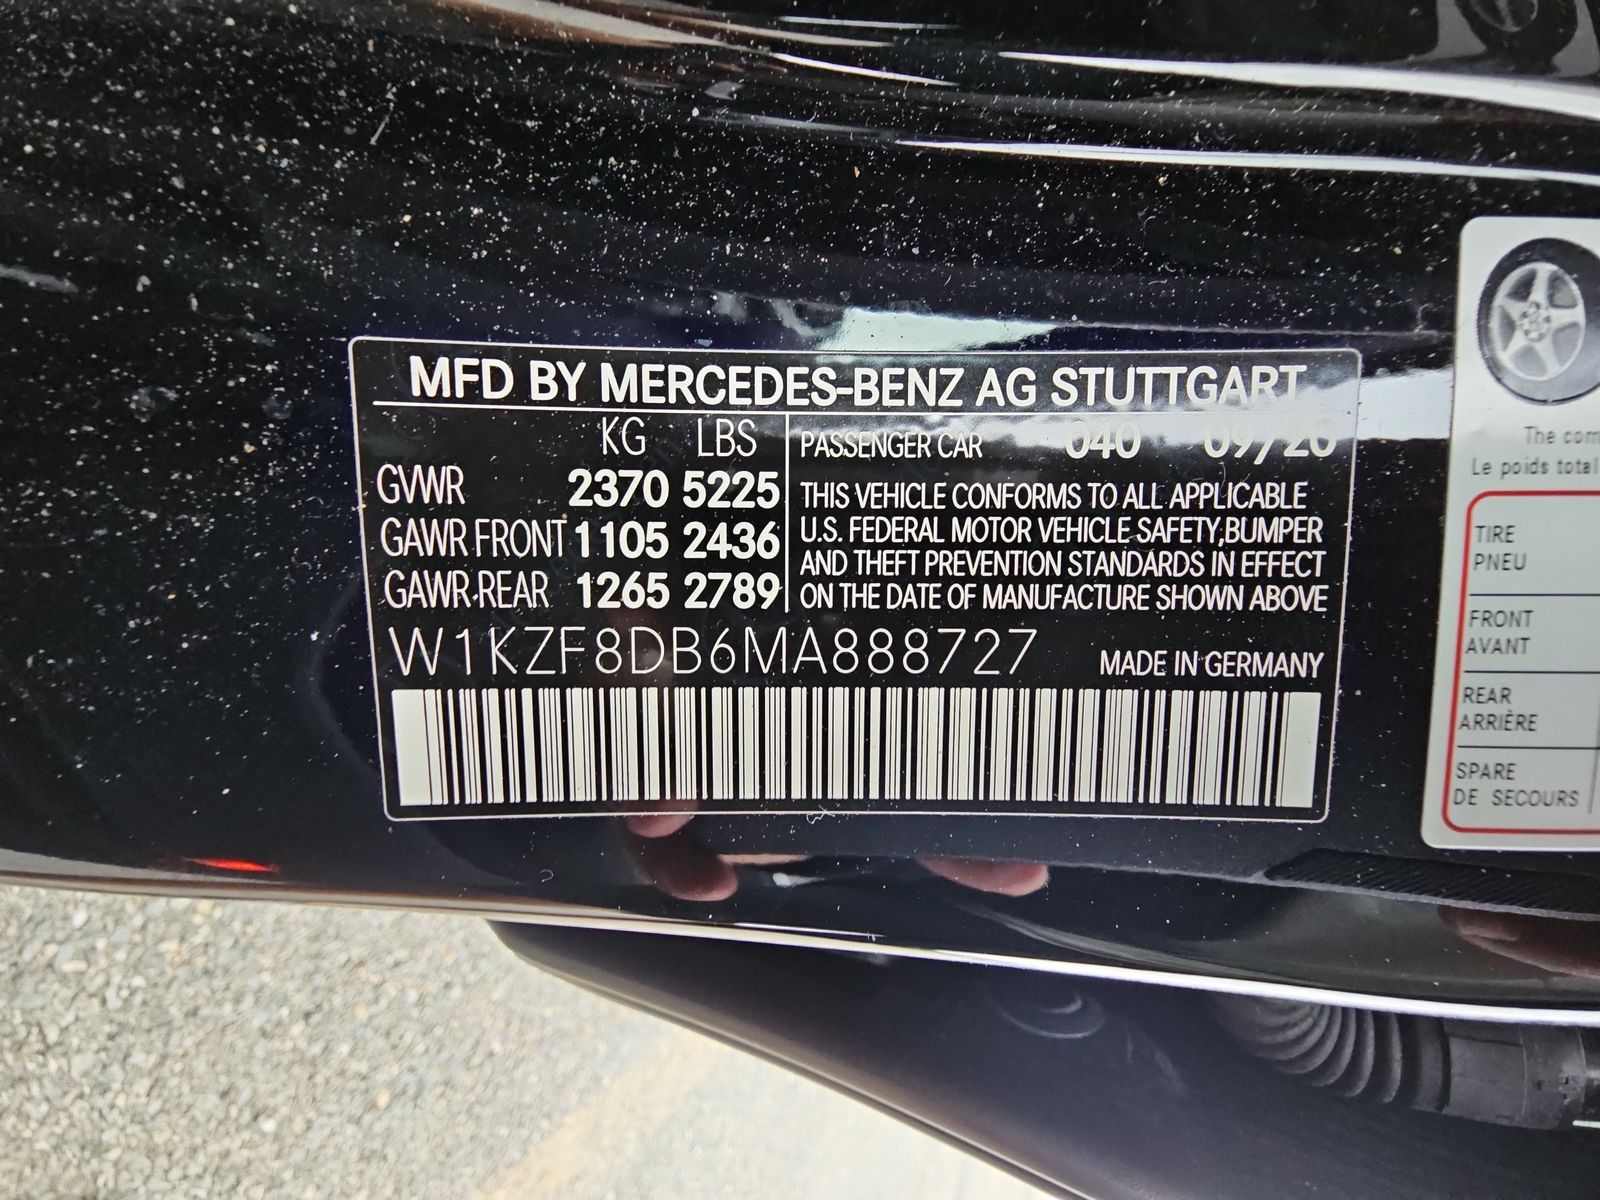 MFD BY MERCEDES-BENZ AG STUTTGART
KG LBS
GVWR 2370 5225
GAWR FRONT 1105 2436
GAWR REAR 1265 2789
PASSENGER CAR 040 09/20
THIS VEHICLE CONFORMS TO ALL APPLICABLE
U.S. FEDERAL MOTOR VEHICLE SAFETY, BUMPER
AND THEFT PREVENTION STANDARDS IN EFFECT
ON THE DATE OF MANUFACTURE SHOWN ABOVE
W1KZF8DB6MA888727
MADE IN GERMANY
The com
Le poids total
TIRE
PNEU
FRONT
AVANT
REAR
ARRIÈRE
SPARE
DE SECOURS